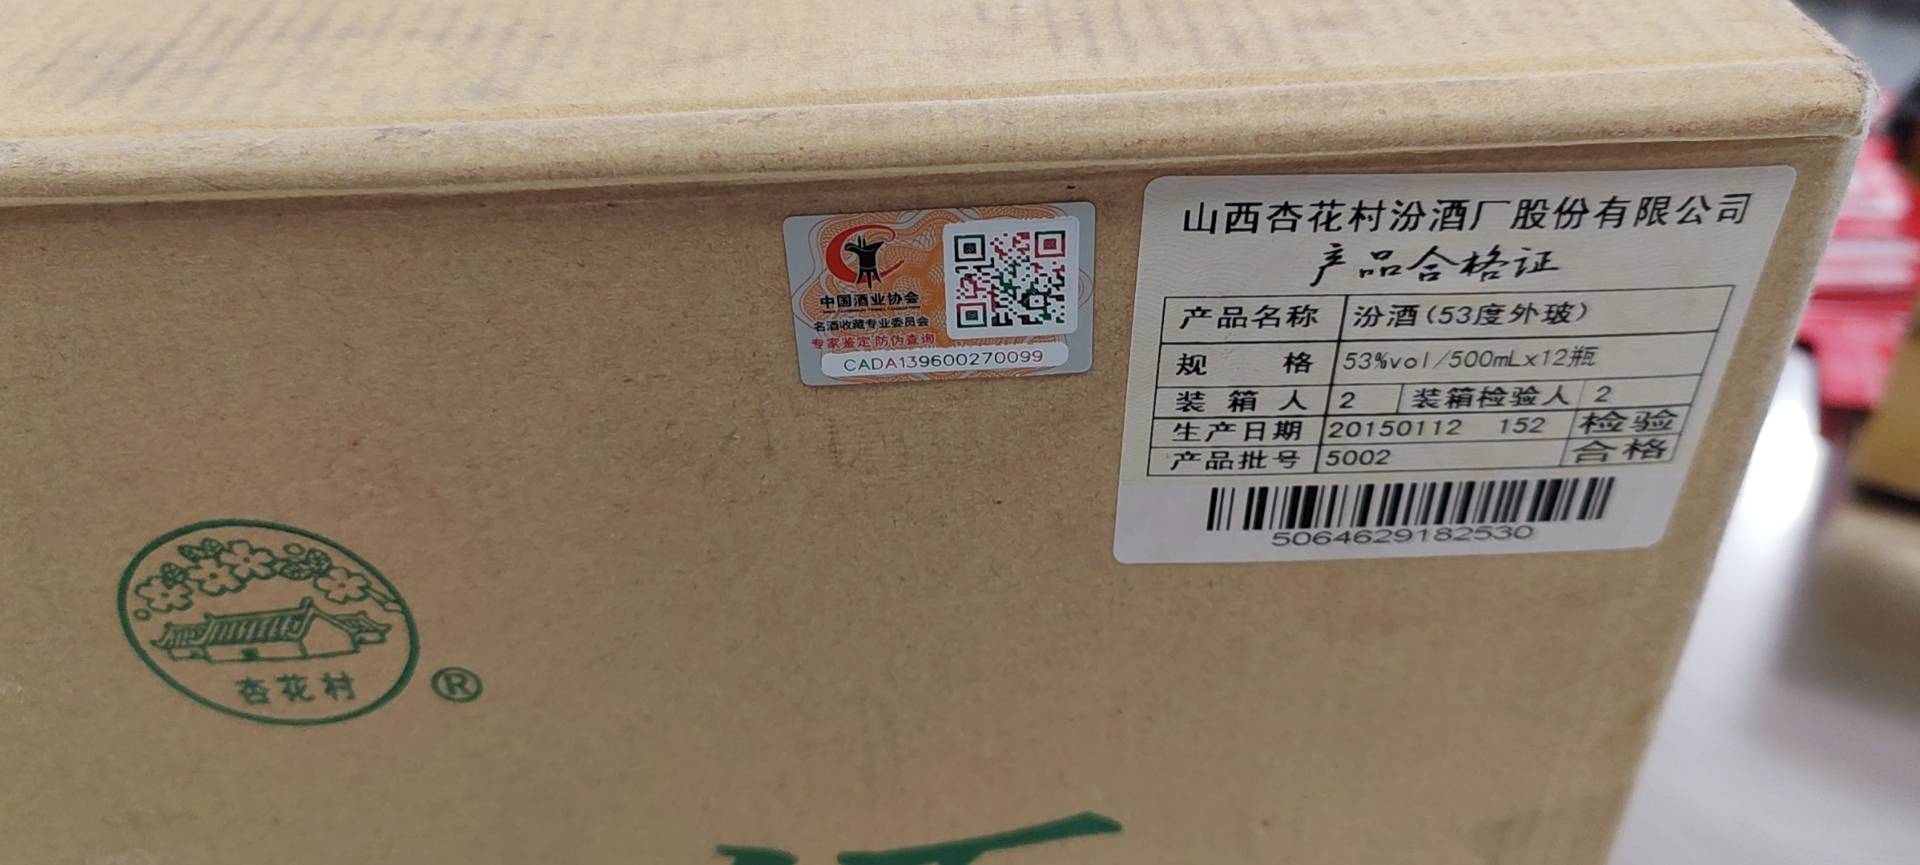 中国酒业协会
名酒收藏专业委员会
专家鉴定 防伪查询
CADA139600270099
山西杏花村汾酒厂股份有限公司
产品合格证
产品名称 汾酒(53度外玻)
规 格 53%vol/500mLx12瓶
装箱人 2 装箱检验人 2
生产日期 20150112 152 检验
产品批号 5002 合格
5064629182530
杏花村 ®